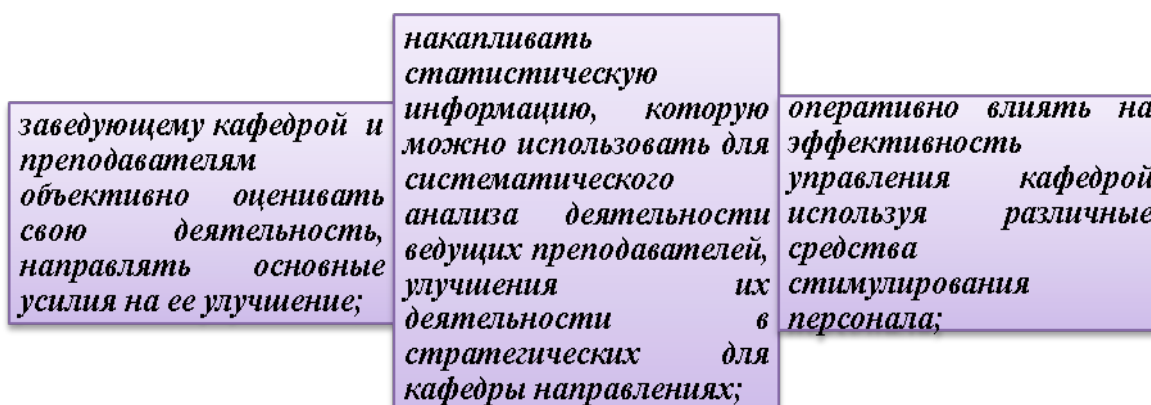 заведующему кафедрой и
преподавателям
объективно оценивать
свою деятельность,
направлять основные
усилия на ее улучшение;
накапливать
статистическую
информацию, которую
можно использовать для
систематического
анализа деятельности
ведущих преподавателей,
улучшения их
деятельности в
стратегических для
кафедры направлениях;
оперативно влиять на
эффективность
управления кафедрой
используя различные
средства
стимулирования
персонала;